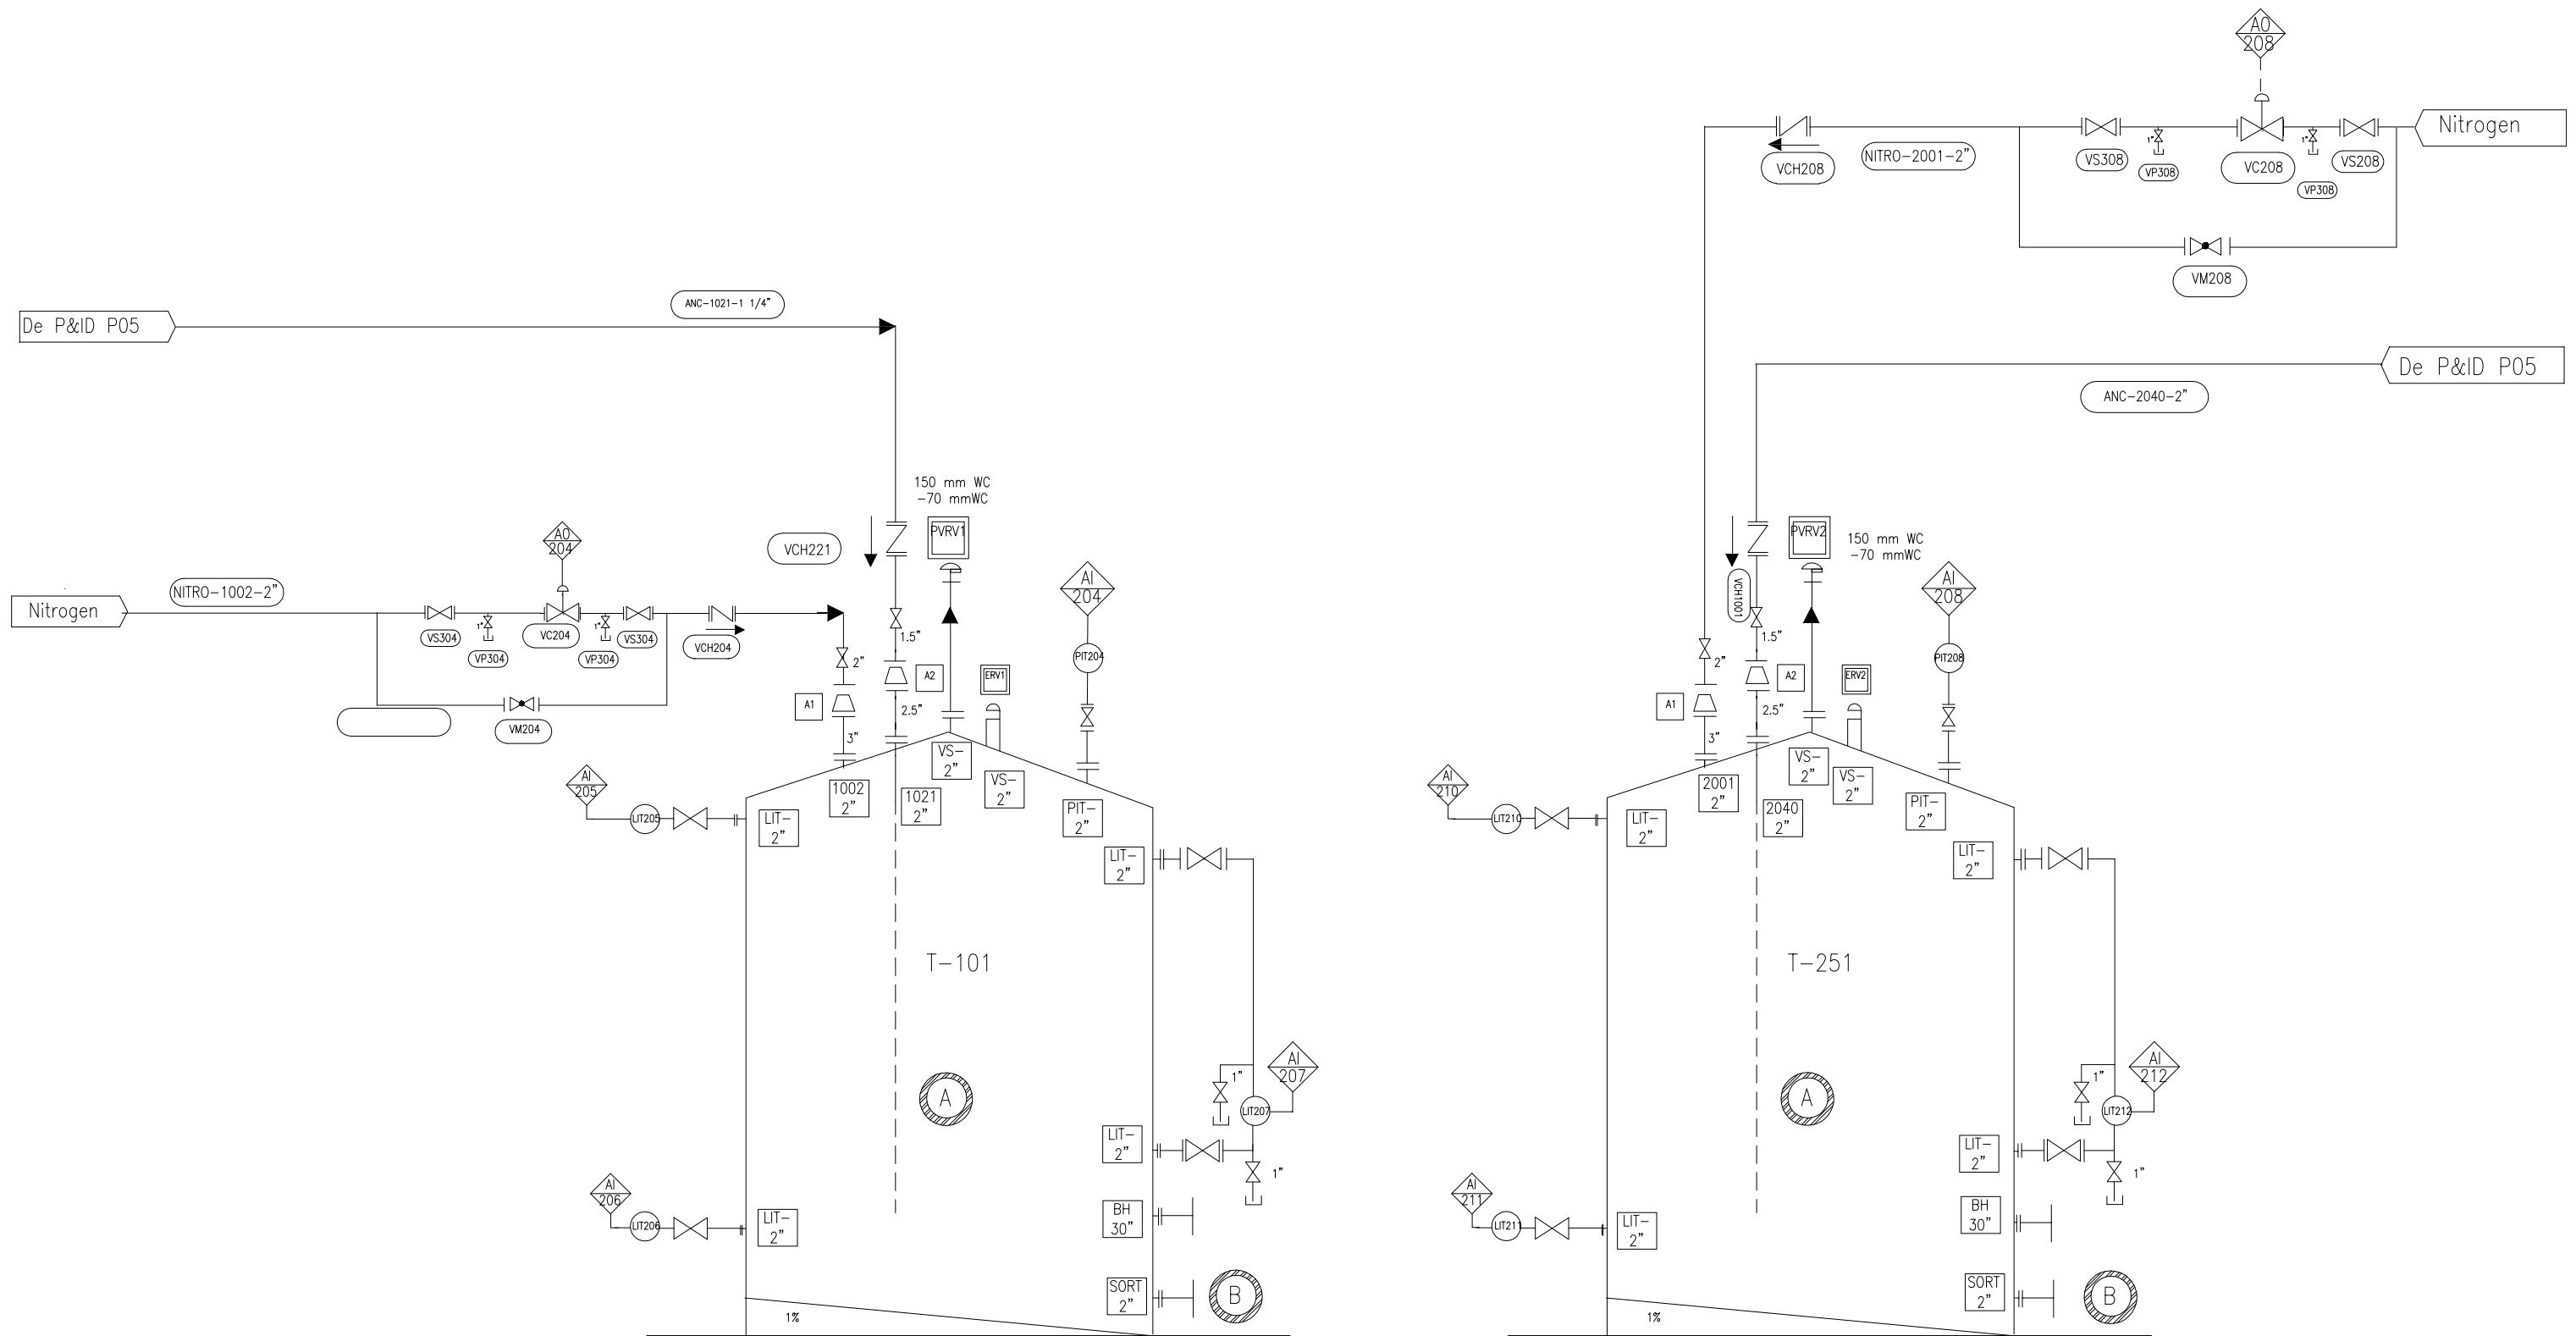 AO
208
Nitrogen
VCH208
NITRO-2001-2"
VS308
1"
VP308
VC208
1"
VP308
VS208
VM208
ANC-1021-1 1/4"
De P&ID P05
De P&ID P05
ANC-2040-2"
150 mm WC
-70 mmWC
PVRV1
VCH221
AO
204
NITRO-1002-2"
Nitrogen
VS304
1"
VP304
VC204
1"
VP304
VS304
VCH204
VM204
2"
A1
3"
1.5"
A2
2.5"
ERV1
AI
204
PIT204
VS-
2"
VS-
2"
1002
2"
1021
2"
PIT-
2"
AI
205
LIT205
LIT-
2"
LIT-
2"
T-101
A
AI
207
1"
LIT207
LIT-
2"
1"
AI
206
LIT206
LIT-
2"
BH
30"
SORT
2"
B
1%
PVRV2
150 mm WC
-70 mmWC
VCH1001
1.5"
2"
A1
3"
A2
2.5"
ERV2
AI
208
PIT208
VS-
2"
VS-
2"
2001
2"
2040
2"
PIT-
2"
AI
210
LIT210
LIT-
2"
LIT-
2"
T-251
A
AI
212
1"
LIT212
LIT-
2"
1"
AI
211
LIT211
LIT-
2"
BH
30"
SORT
2"
B
1%